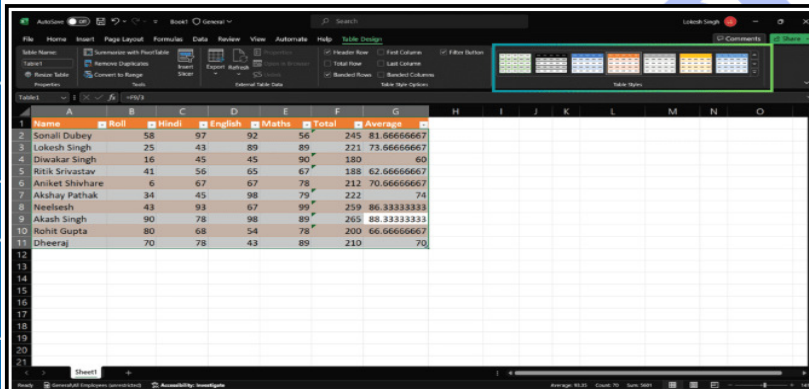 AutoSave Off Book1 General Search Lokesh Singh
File Home Insert Page Layout Formulas Data Review View Automate Help Table Design Comments Share
Table Name: Summarize with PivotTable Properties Header Row First Column Filter Button
Table1 Remove Duplicates Insert Slicer Export Refresh Open in Browser Total Row Last Column
Resize Table Convert to Range Unlink Banded Rows Banded Columns
Properties Tools External Table Data Table Style Options Table Styles
Table1 fx =F9/3
A B C D E F G H I J K L M N O
1 Name Roll Hindi English Maths Total Average
2 Sonali Dubey 58 97 92 56 245 81.66666667
3 Lokesh Singh 25 43 89 89 221 73.66666667
4 Diwakar Singh 16 45 45 90 180 60
5 Ritik Srivastav 41 56 65 67 188 62.66666667
6 Aniket Shivhare 6 67 67 78 212 70.66666667
7 Akshay Pathak 34 45 98 79 222 74
8 Neelsesh 43 93 67 99 259 86.33333333
9 Akash Singh 90 78 98 89 265 88.33333333
10 Rohit Gupta 80 68 54 78 200 66.66666667
11 Dheeraj 70 78 43 89 210 70
12
13
14
15
16
17
18
19
20
21
Sheet1
Ready General\All Employees (unrestricted) Accessibility: Investigate Average: 93.35 Count: 70 Sum: 5601